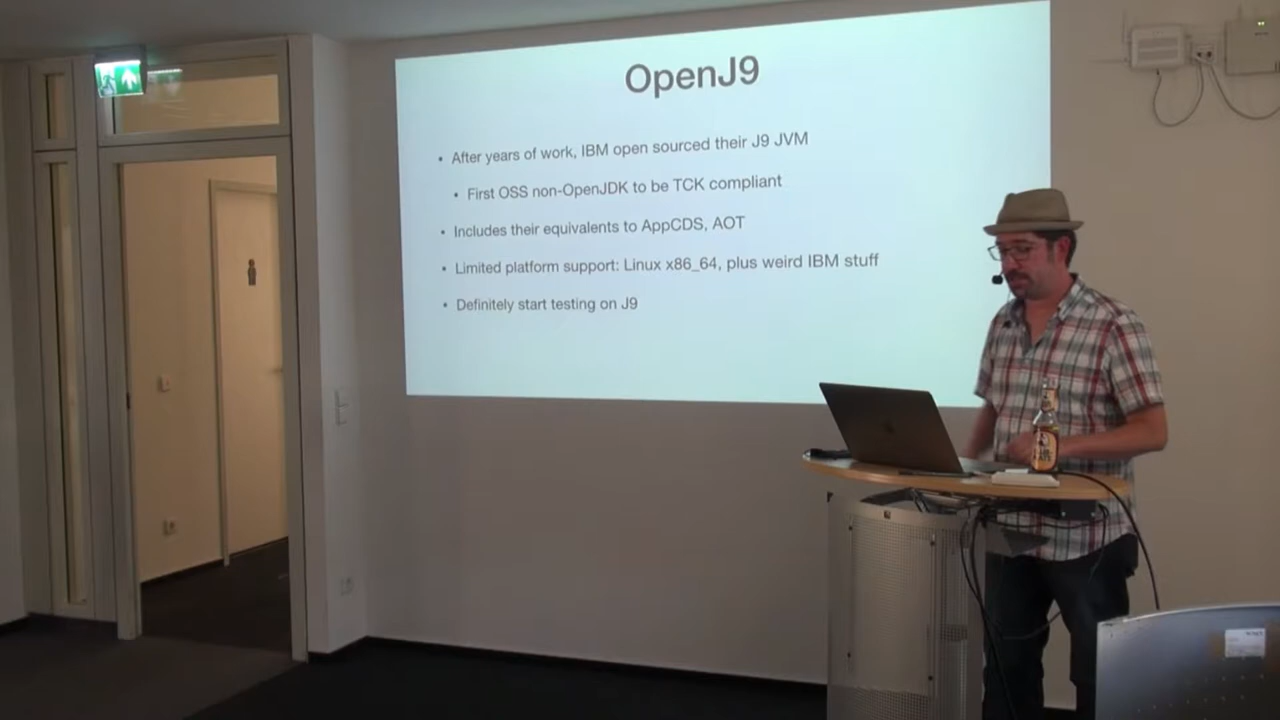 OpenJ9
• After years of work, IBM open sourced their J9 JVM
• First OSS non-OpenJDK to be TCK compliant
• Includes their equivalents to AppCDS, AOT
• Limited platform support: Linux x86_64, plus weird IBM stuff
• Definitely start testing on J9